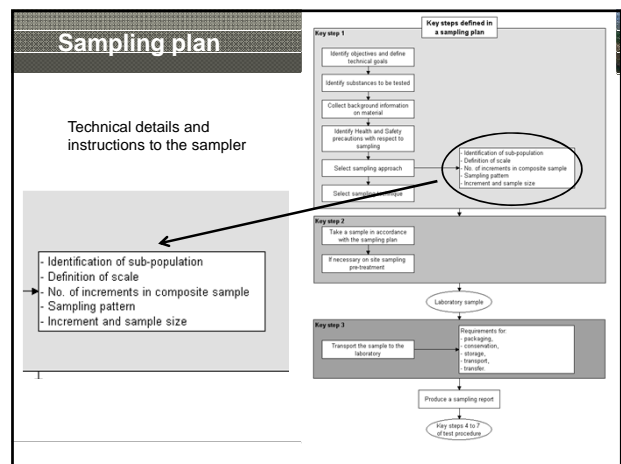 Sampling plan
Technical details and
instructions to the sampler
- Identification of sub-population
- Definition of scale
- No. of increments in composite sample
- Sampling pattern
- Increment and sample size
Key steps defined in
a sampling plan
Key step 1
Identify objectives and define
technical goals
Identify substances to be tested
Collect background information
on material
Identify Health and Safety
precautions with respect to
sampling
Select sampling approach
- Identification of sub-population
- Definition of scale
- No. of increments in composite sample
- Sampling pattern
- Increment and sample size
Select sampling technique
Key step 2
Take a sample in accordance
with the sampling plan
If necessary on site sampling
pre-treatment
Laboratory sample
Key step 3
Transport the sample to the
laboratory
Requirements for:
- packaging,
- conservation,
- storage,
- transport,
- transfer.
Produce a sampling report
Key steps 4 to 7
of test procedure